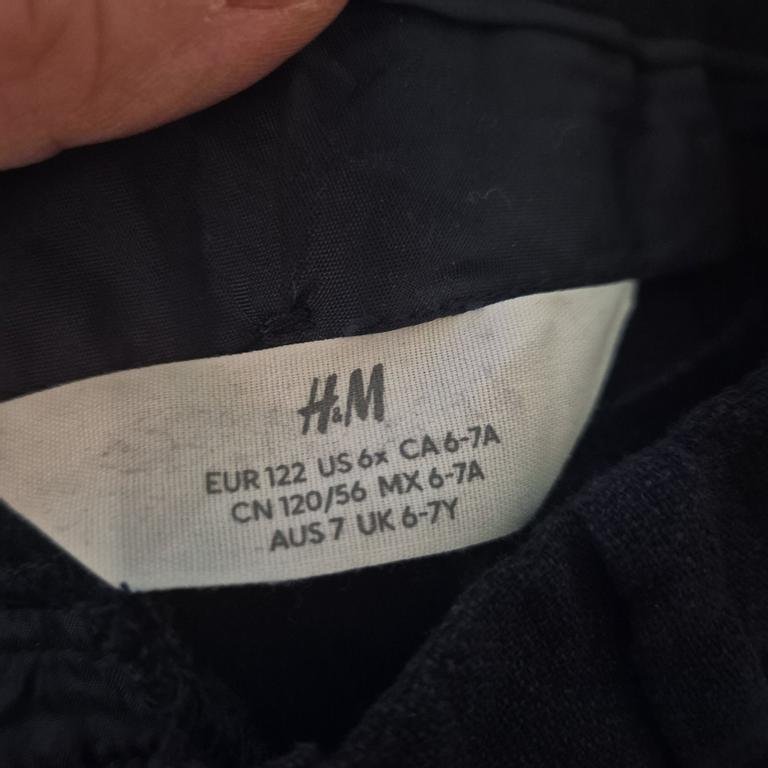 H&M
EUR 122 US 6x CA 6-7A
CN 120/56 MX 6-7A
AUS 7 UK 6-7Y